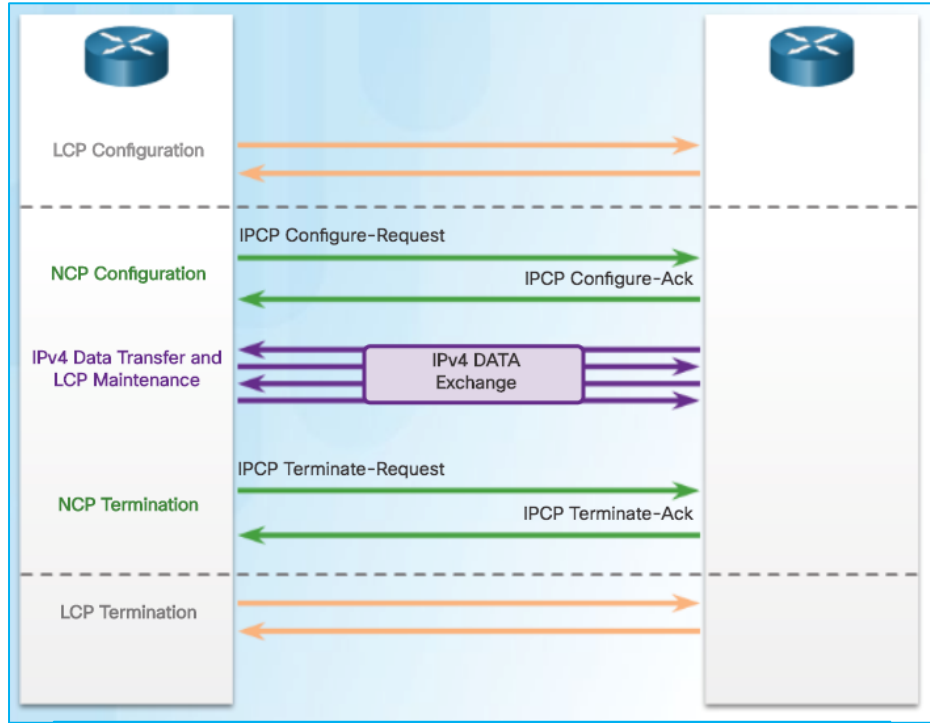 LCP Configuration
IPCP Configure-Request
NCP Configuration
IPCP Configure-Ack
IPv4 Data Transfer and
LCP Maintenance
IPv4 DATA
Exchange
IPCP Terminate-Request
NCP Termination
IPCP Terminate-Ack
LCP Termination